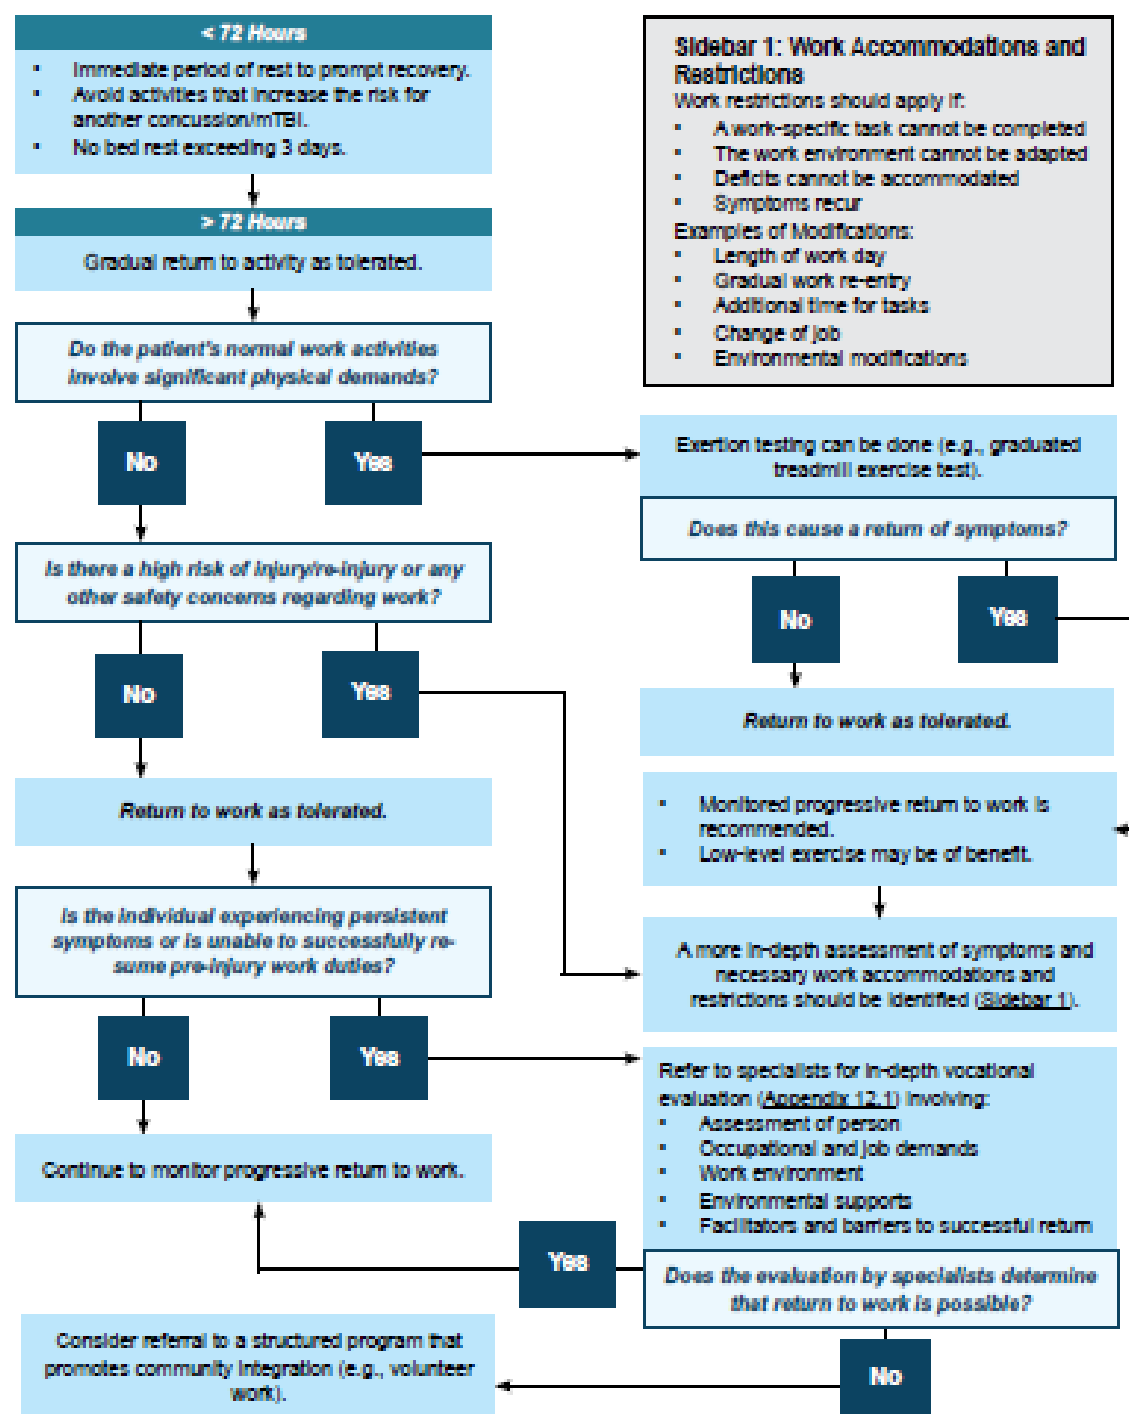 < 72 Hours
▪ Immediate period of rest to prompt recovery.
▪ Avoid activities that increase the risk for
another concussion/mTBI.
▪ No bed rest exceeding 3 days.
> 72 Hours
Gradual return to activity as tolerated.
Do the patient's normal work activities
involve significant physical demands?
No
Yes
Is there a high risk of injury/re-injury or any
other safety concerns regarding work?
No
Yes
Return to work as tolerated.
Is the individual experiencing persistent
symptoms or is unable to successfully re-
sume pre-injury work duties?
No
Yes
Continue to monitor progressive return to work.
Sidebar 1: Work Accommodations and
Restrictions
Work restrictions should apply if:
▪ A work-specific task cannot be completed
▪ The work environment cannot be adapted
▪ Deficits cannot be accommodated
▪ Symptoms recur
Examples of Modifications:
▪ Length of work day
▪ Gradual work re-entry
▪ Additional time for tasks
▪ Change of job
▪ Environmental modifications
Exertion testing can be done (e.g., graduated
treadmill exercise test).
Does this cause a return of symptoms?
No
Yes
Return to work as tolerated.
▪ Monitored progressive return to work is
recommended.
▪ Low-level exercise may be of benefit.
A more in-depth assessment of symptoms and
necessary work accommodations and
restrictions should be identified (Sidebar 1).
Refer to specialists for in-depth vocational
evaluation (Appendix 12.1) involving:
▪ Assessment of person
▪ Occupational and job demands
▪ Work environment
▪ Environmental supports
▪ Facilitators and barriers to successful return
Does the evaluation by specialists determine
that return to work is possible?
Yes
No
Consider referral to a structured program that
promotes community integration (e.g., volunteer
work).